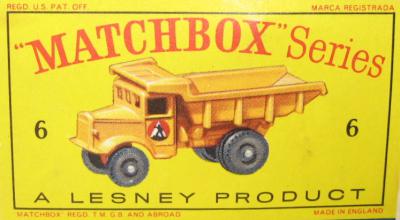 REGD. U.S. PAT. OFF. MARCA REGISTRADA
"MATCHBOX" Series
6 6
A LESNEY PRODUCT
"MATCHBOX" REGD. T.M. G.B. AND ABROAD. MADE IN ENGLAND